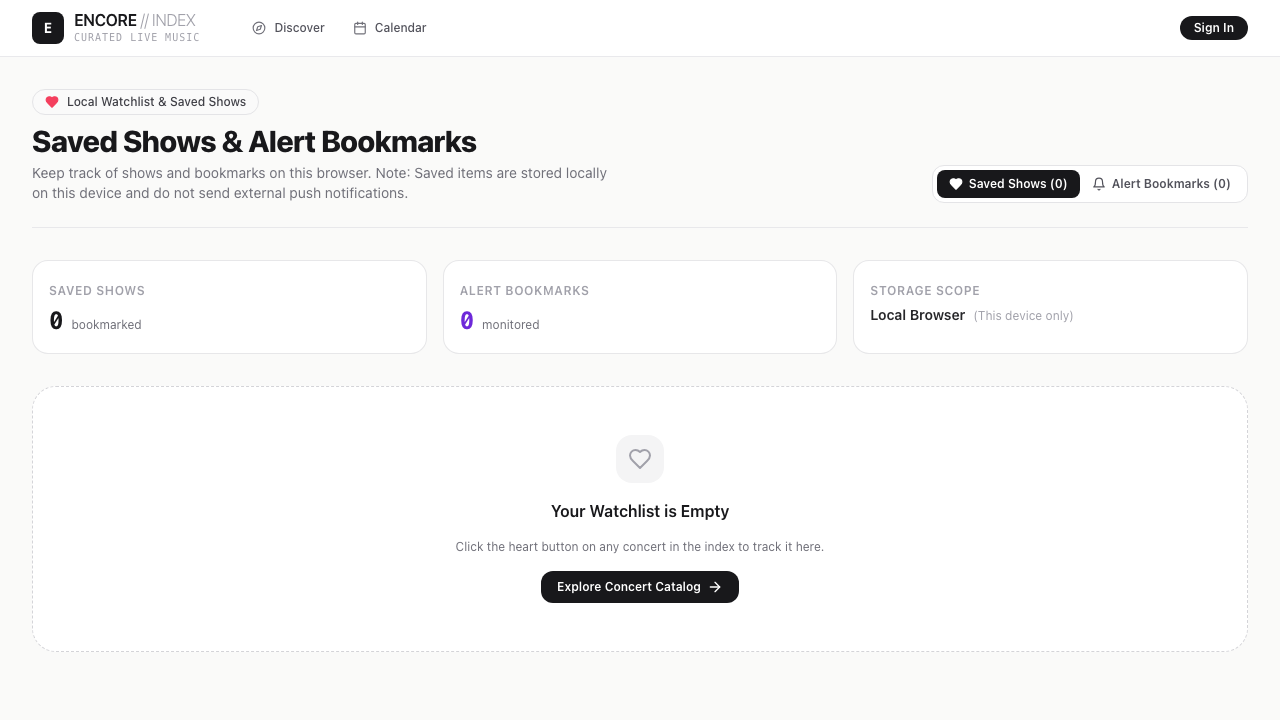 E
ENCORE // INDEX
CURATED LIVE MUSIC
Discover
Calendar
Sign In
Local Watchlist & Saved Shows
Saved Shows & Alert Bookmarks
Keep track of shows and bookmarks on this browser. Note: Saved items are stored locally
on this device and do not send external push notifications.
Saved Shows (0)
Alert Bookmarks (0)
SAVED SHOWS
0 bookmarked
ALERT BOOKMARKS
0 monitored
STORAGE SCOPE
Local Browser (This device only)
Your Watchlist is Empty
Click the heart button on any concert in the index to track it here.
Explore Concert Catalog